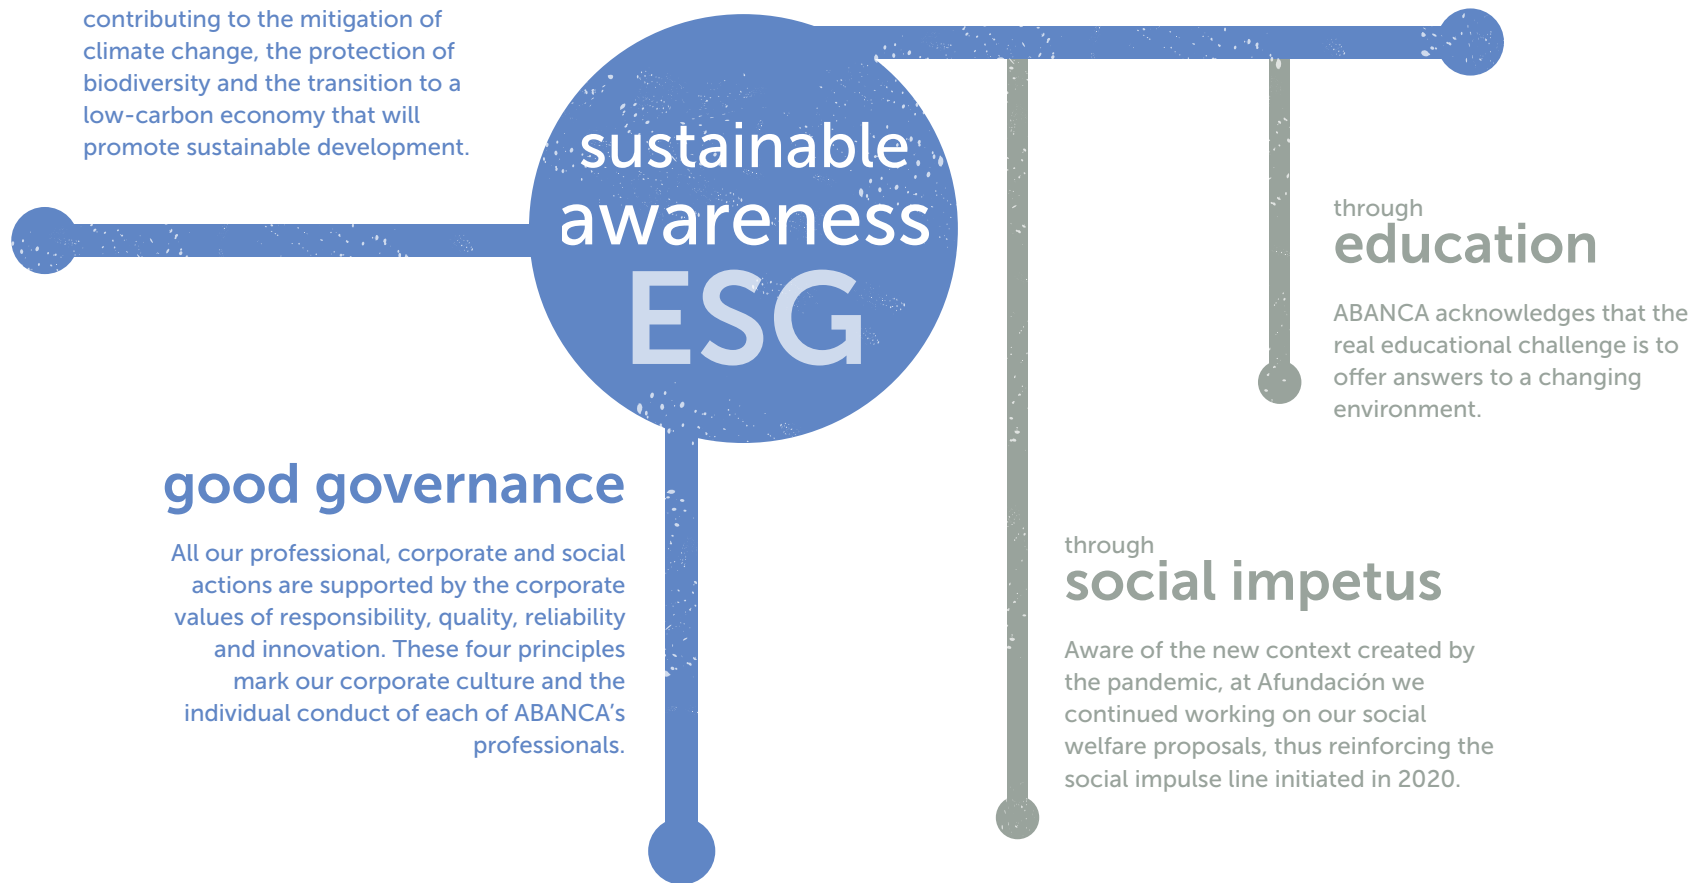 contributing to the mitigation of
climate change, the protection of
biodiversity and the transition to a
low-carbon economy that will
promote sustainable development.
sustainable
awareness
ESG
good governance
All our professional, corporate and social
actions are supported by the corporate
values of responsibility, quality, reliability
and innovation. These four principles
mark our corporate culture and the
individual conduct of each of ABANCA’s
professionals.
through
education
ABANCA acknowledges that the
real educational challenge is to
offer answers to a changing
environment.
through
social impetus
Aware of the new context created by
the pandemic, at Afundación we
continued working on our social
welfare proposals, thus reinforcing the
social impulse line initiated in 2020.